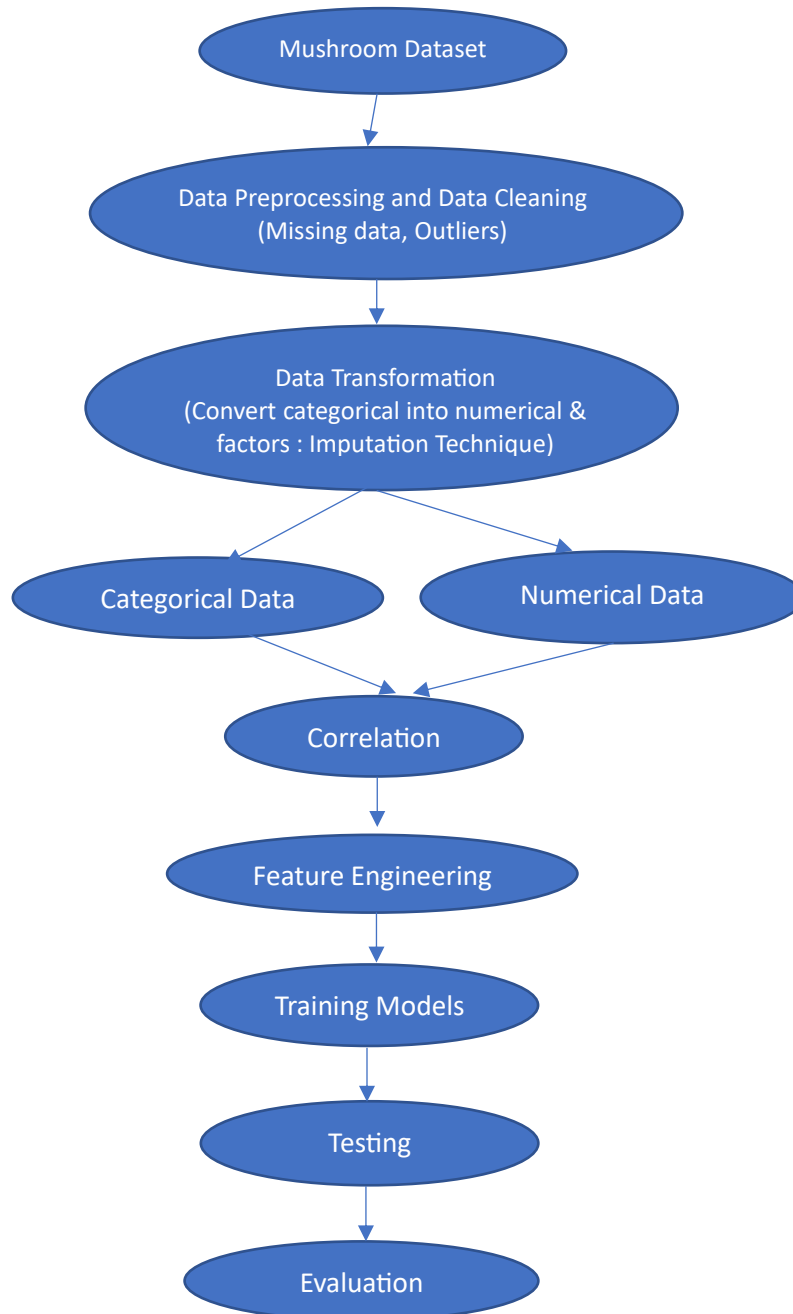 Mushroom Dataset
Data Preprocessing and Data Cleaning
(Missing data, Outliers)
Data Transformation
(Convert categorical into numerical &
factors : Imputation Technique)
Categorical Data
Numerical Data
Correlation
Feature Engineering
Training Models
Testing
Evaluation